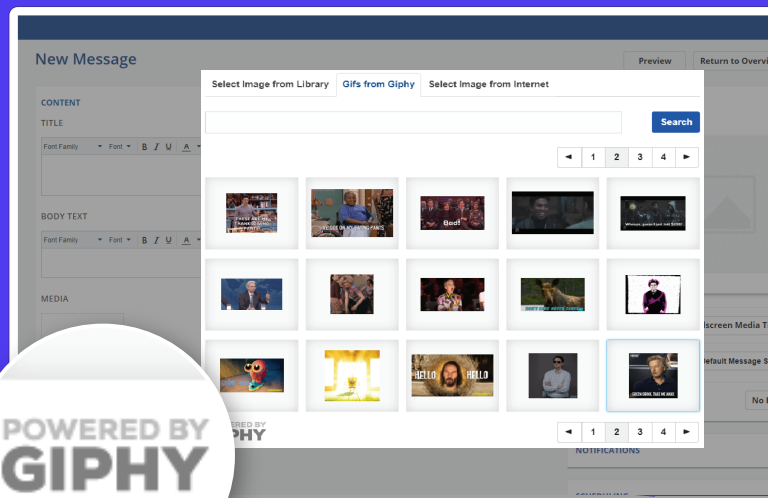 New Message
Preview
Return to Overvi
Select Image from Library
Gifs from Giphy
Select Image from Internet
CONTENT
TITLE
Search
Font Family
Font
B I U A
1 2 3 4
BODY TEXT
Font Family
Font
B I U A
Bad!
MEDIA
lscreen Media T
efault Message S
HELLO HELLO
No
POWERED BY
GIPHY
1 2 3 4
NOTIFICATIONS
SCHEDULING